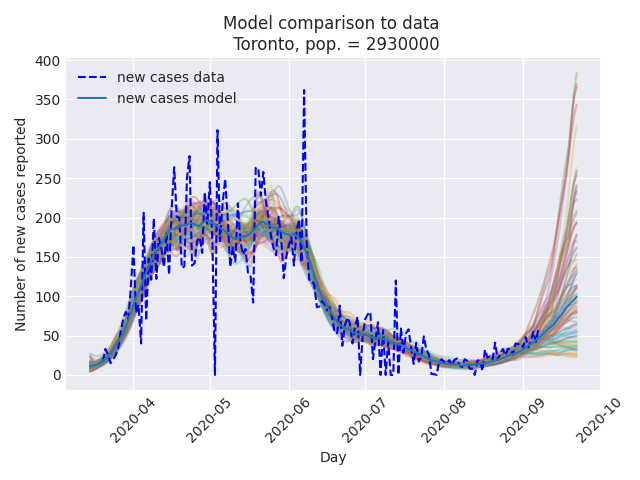 Model comparison to data
Toronto, pop. = 2930000
new cases data
new cases model
Number of new cases reported
400
350
300
250
200
150
100
50
0
2020-04
2020-05
2020-06
2020-07
2020-08
2020-09
2020-10
Day